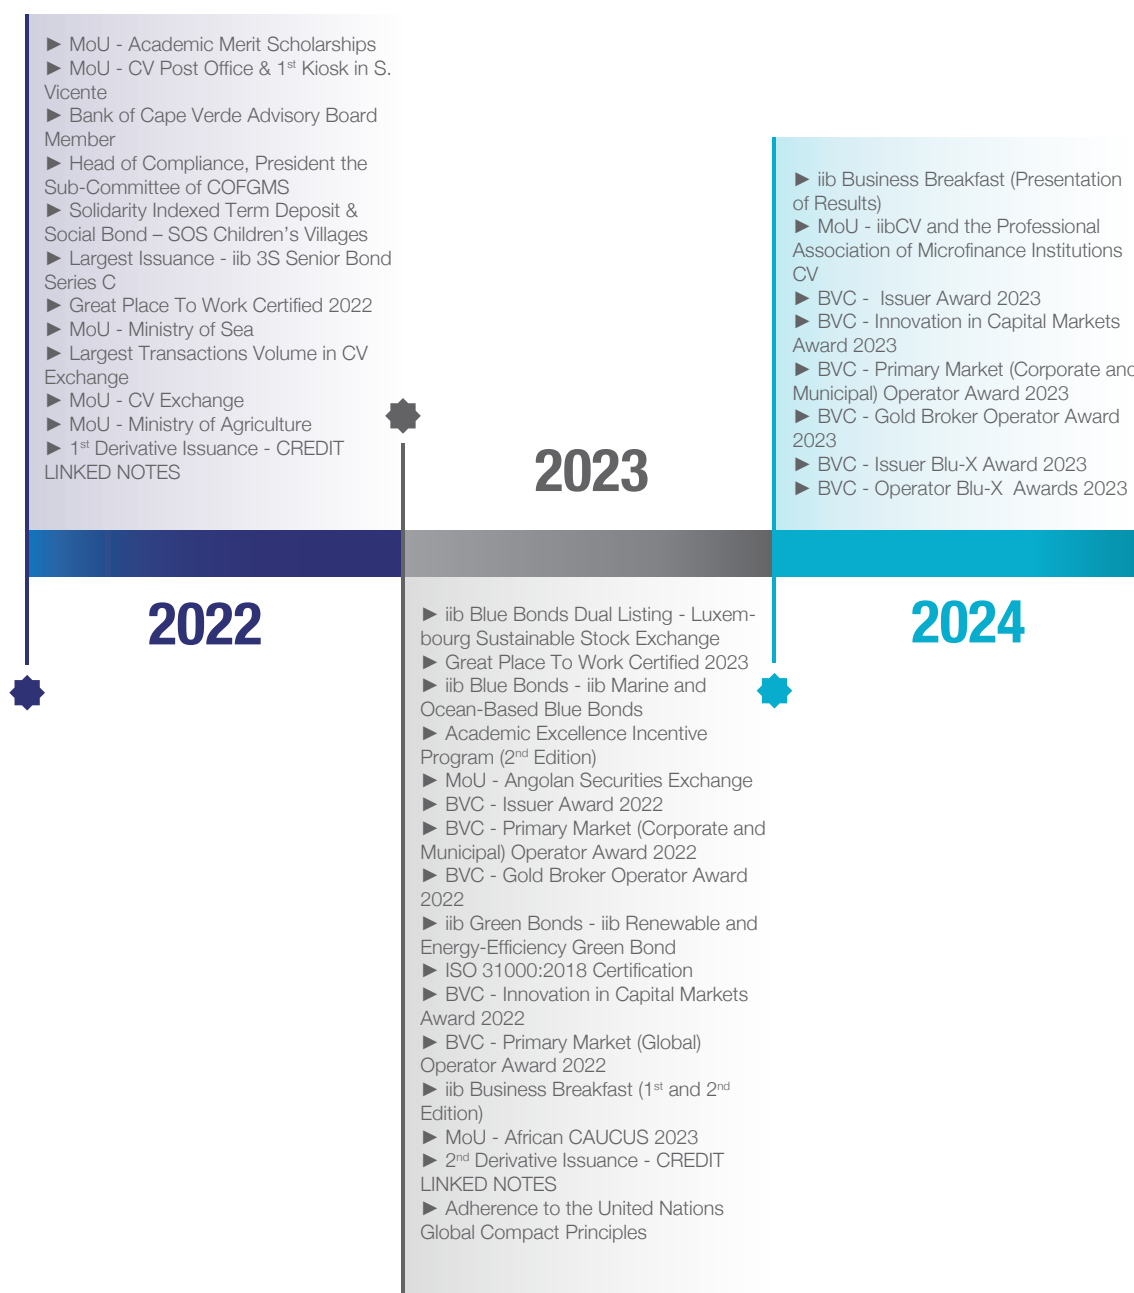 ► MoU - Academic Merit Scholarships
► MoU - CV Post Office & 1st Kiosk in S.
Vicente
► Bank of Cape Verde Advisory Board
Member
► Head of Compliance, President the
Sub-Committee of COFGMS
► Solidarity Indexed Term Deposit &
Social Bond – SOS Children's Villages
► Largest Issuance - iib 3S Senior Bond
Series C
► Great Place To Work Certified 2022
► MoU - Ministry of Sea
► Largest Transactions Volume in CV
Exchange
► MoU - CV Exchange
► MoU - Ministry of Agriculture
► 1st Derivative Issuance - CREDIT
LINKED NOTES
2022
2023
► iib Blue Bonds Dual Listing - Luxem-
bourg Sustainable Stock Exchange
► Great Place To Work Certified 2023
► iib Blue Bonds - iib Marine and
Ocean-Based Blue Bonds
► Academic Excellence Incentive
Program (2nd Edition)
► MoU - Angolan Securities Exchange
► BVC - Issuer Award 2022
► BVC - Primary Market (Corporate and
Municipal) Operator Award 2022
► BVC - Gold Broker Operator Award
2022
► iib Green Bonds - iib Renewable and
Energy-Efficiency Green Bond
► ISO 31000:2018 Certification
► BVC - Innovation in Capital Markets
Award 2022
► BVC - Primary Market (Global)
Operator Award 2022
► iib Business Breakfast (1st and 2nd
Edition)
► MoU - African CAUCUS 2023
► 2nd Derivative Issuance - CREDIT
LINKED NOTES
► Adherence to the United Nations
Global Compact Principles
► iib Business Breakfast (Presentation
of Results)
► MoU - iibCV and the Professional
Association of Microfinance Institutions
CV
► BVC - Issuer Award 2023
► BVC - Innovation in Capital Markets
Award 2023
► BVC - Primary Market (Corporate and
Municipal) Operator Award 2023
► BVC - Gold Broker Operator Award
2023
► BVC - Issuer Blu-X Award 2023
► BVC - Operator Blu-X Awards 2023
2024